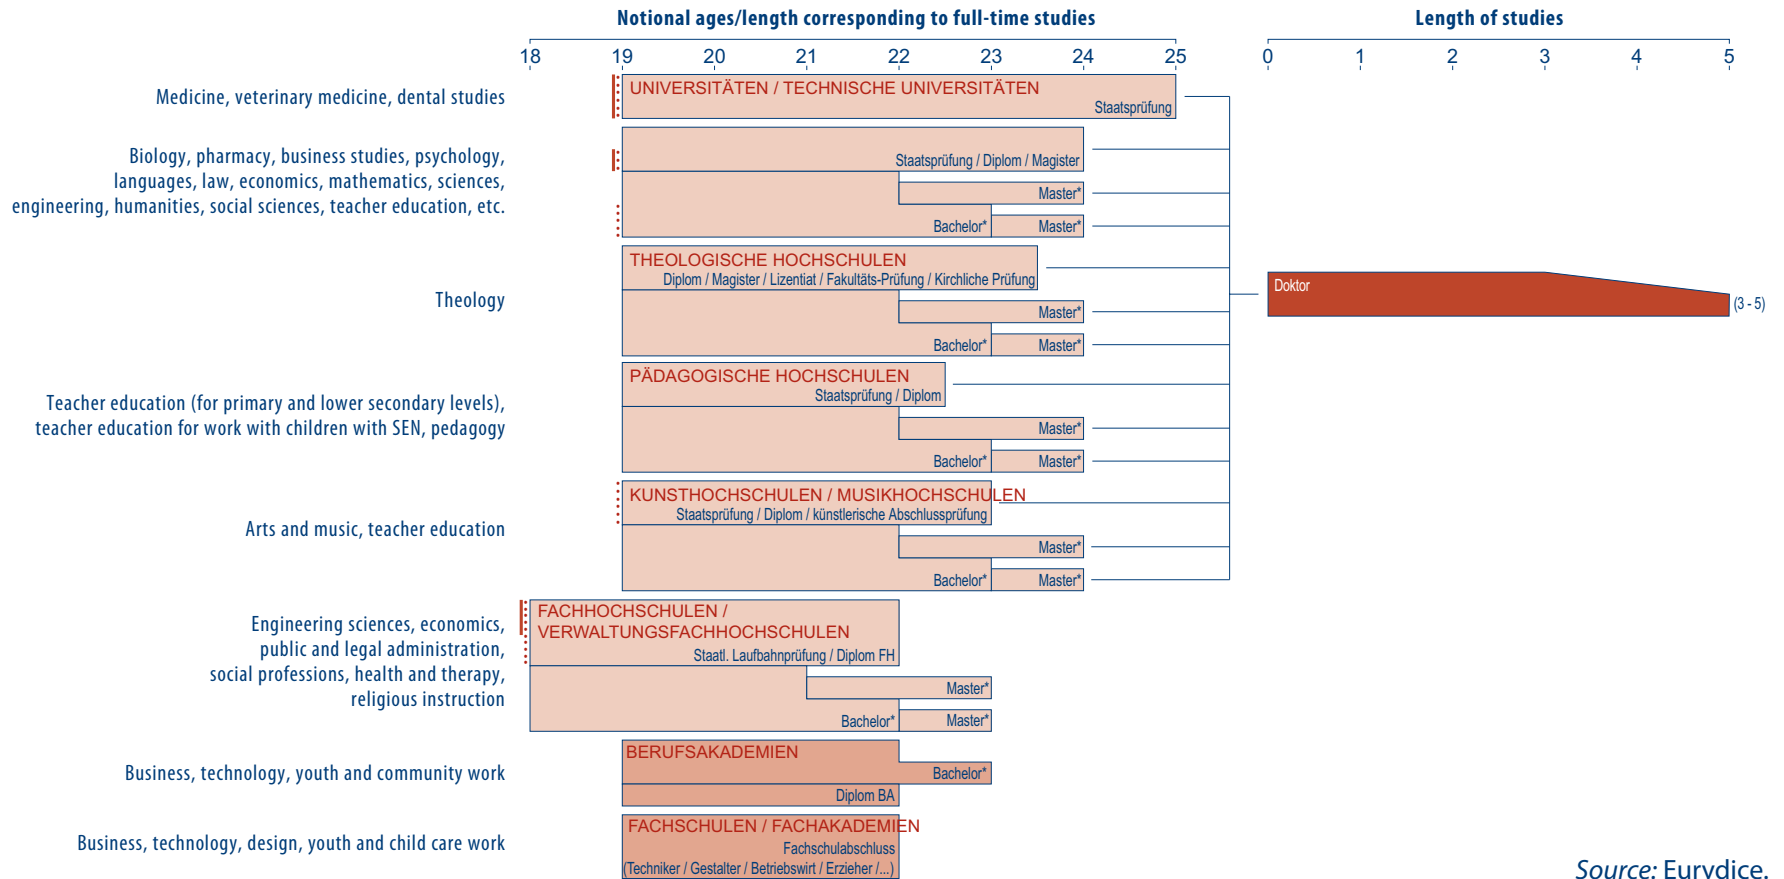 Notional ages/length corresponding to full-time studies
Length of studies
18 19 20 21 22 23 24 25
0 1 2 3 4 5
Medicine, veterinary medicine, dental studies
UNIVERSITÄTEN / TECHNISCHE UNIVERSITÄTEN
Staatsprüfung
Biology, pharmacy, business studies, psychology,
languages, law, economics, mathematics, sciences,
engineering, humanities, social sciences, teacher education, etc.
Staatsprüfung / Diplom / Magister
Master*
Bachelor*
Master*
Theology
THEOLOGISCHE HOCHSCHULEN
Diplom / Magister / Lizentiat / Fakultäts-Prüfung / Kirchliche Prüfung
Master*
Bachelor*
Master*
Doktor
(3 - 5)
Teacher education (for primary and lower secondary levels),
teacher education for work with children with SEN, pedagogy
PÄDAGOGISCHE HOCHSCHULEN
Staatsprüfung / Diplom
Master*
Bachelor*
Master*
Arts and music, teacher education
KUNSTHOCHSCHULEN / MUSIKHOCHSCHULEN
Staatsprüfung / Diplom / künstlerische Abschlussprüfung
Master*
Bachelor*
Master*
Engineering sciences, economics,
public and legal administration,
social professions, health and therapy,
religious instruction
FACHHOCHSCHULEN /
VERWALTUNGSFACHHOCHSCHULEN
Staatl. Laufbahnprüfung / Diplom FH
Master*
Bachelor*
Master*
Business, technology, youth and community work
BERUFSAKADEMIEN
Bachelor*
Diplom BA
Business, technology, design, youth and child care work
FACHSCHULEN / FACHAKADEMIEN
Fachschulabschluss
(Techniker / Gestalter / Betriebswirt / Erzieher /...)
Source: Eurydice.